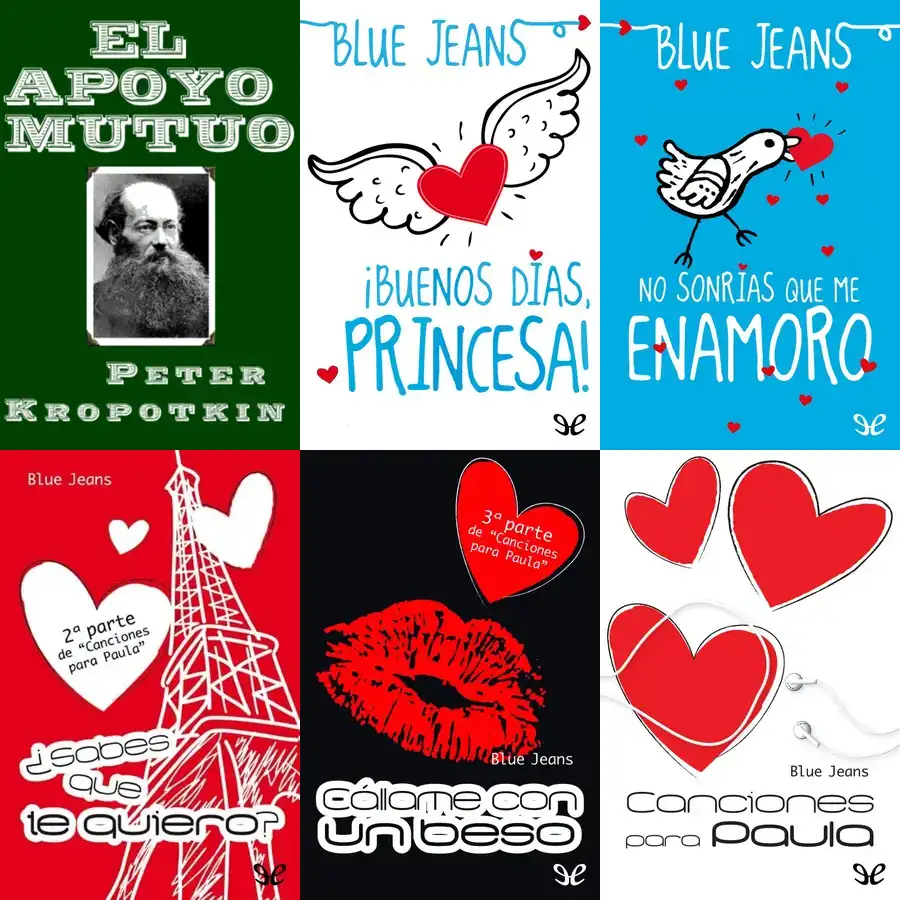 EL
APOYO
MUTUO
PETER
KROPOTKIN
BLUE JEANS
¡BUENOS DÍAS,
PRINCESA!
BLUE JEANS
NO SONRÍAS QUE ME
ENAMORO
Blue Jeans
2ª parte
de “Canciones
para Paula”
¿sabes
que
te quiero?
3ª parte
de “Canciones
para Paula”
Blue Jeans
Cállame con
un beso
Blue Jeans
Canciones
para Paula